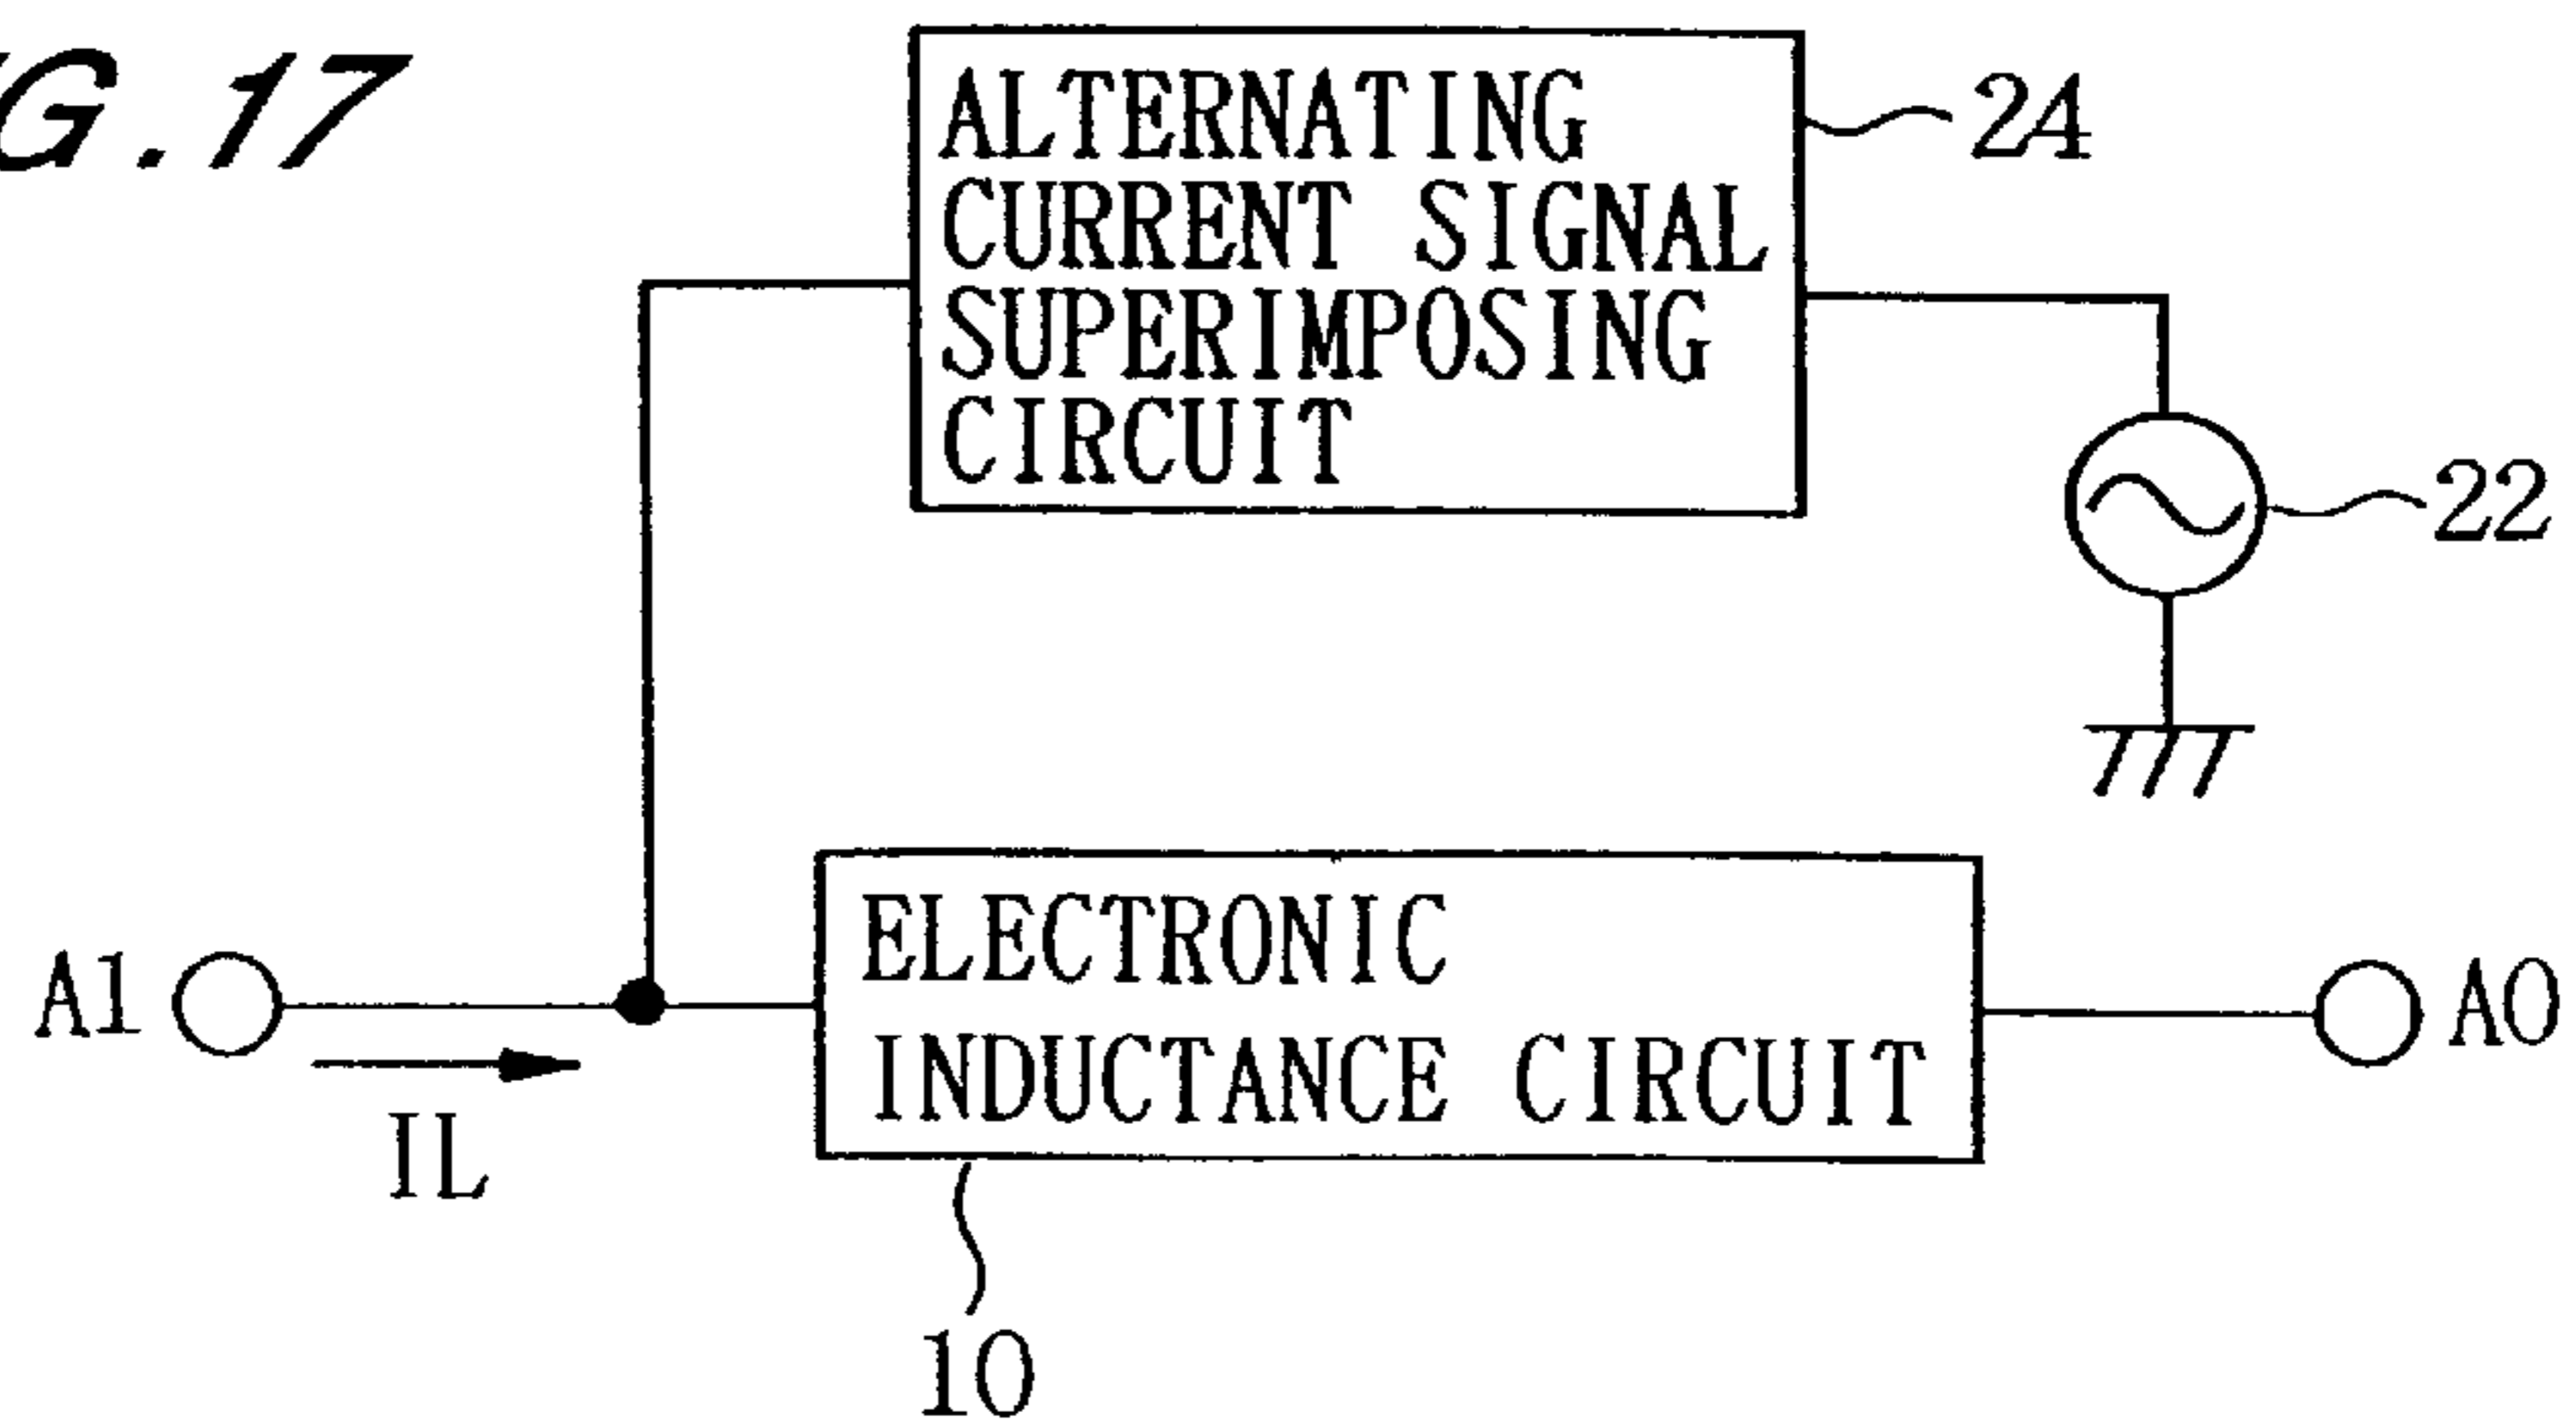 G.17
ALTERNATING
CURRENT SIGNAL
SUPERIMPOSING
CIRCUIT
24
22
ELECTRONIC
INDUCTANCE CIRCUIT
A1
A0
IL
10